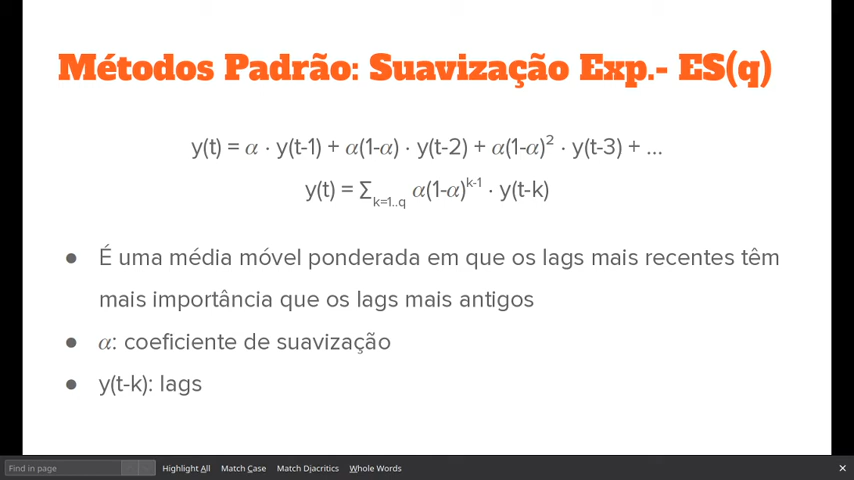 Métodos Padrão: Suavização Exp.- ES(q)
y(t) = α · y(t-1) + α(1-α) · y(t-2) + α(1-α)² · y(t-3) + ...
y(t) = ∑k=1..q α(1-α)k-1 · y(t-k)
● É uma média móvel ponderada em que os lags mais recentes têm
mais importância que os lags mais antigos
● α: coeficiente de suavização
● y(t-k): lags
Find in page Highlight All Match Case Match Diacritics Whole Words